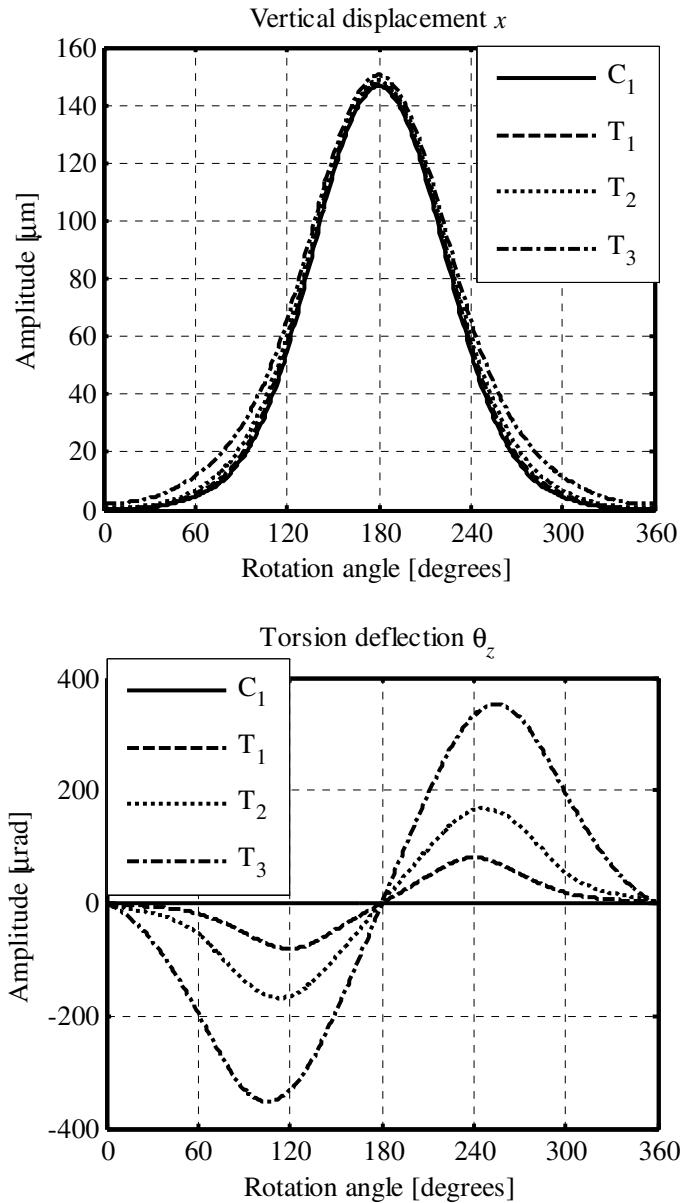 Vertical displacement x
160
140
120
100
80
60
40
20
0
Amplitude [µm]
C1
T1
T2
T3
0 60 120 180 240 300 360
Rotation angle [degrees]
Torsion deflection θz
400
200
0
-200
-400
Amplitude [µrad]
C1
T1
T2
T3
0 60 120 180 240 300 360
Rotation angle [degrees]